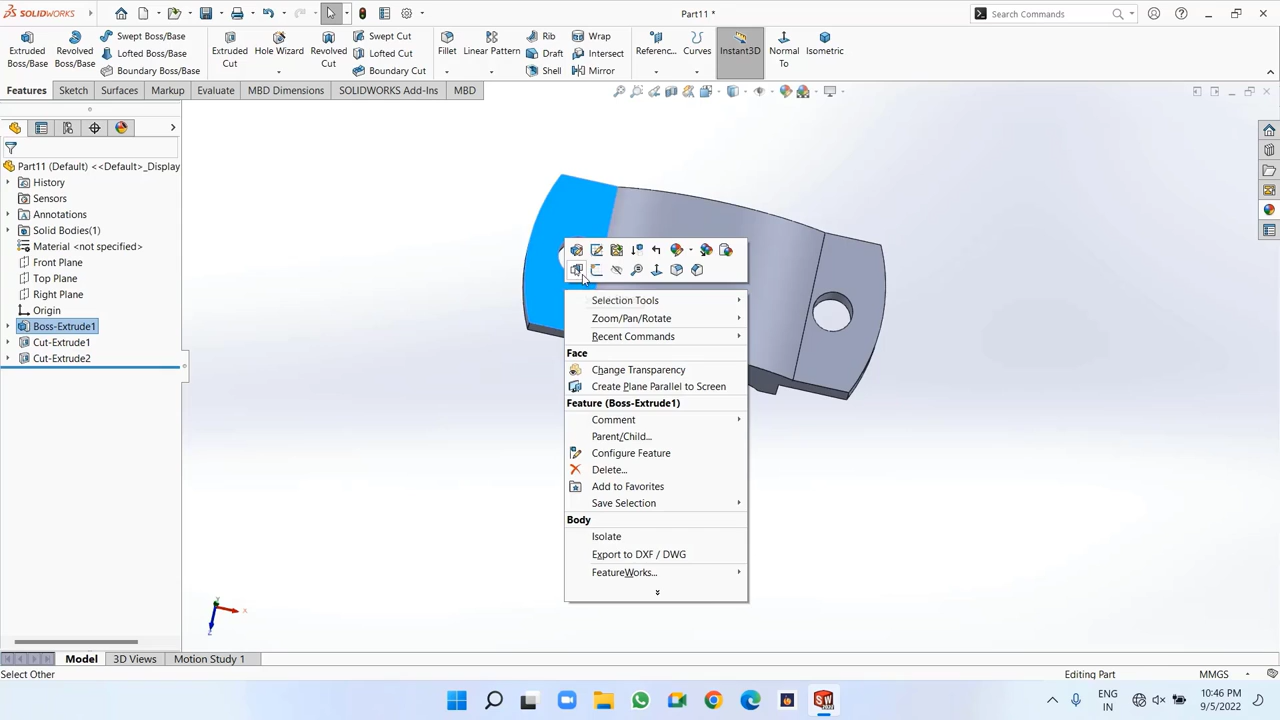 SOLIDWORKS
Part11 *
Search Commands
Extruded Boss/Base
Revolved Boss/Base
Swept Boss/Base
Lofted Boss/Base
Boundary Boss/Base
Extruded Cut
Hole Wizard
Revolved Cut
Swept Cut
Lofted Cut
Boundary Cut
Fillet
Linear Pattern
Rib
Draft
Shell
Wrap
Intersect
Mirror
Referenc...
Curves
Instant3D
Normal To
Isometric
Features
Sketch
Surfaces
Markup
Evaluate
MBD Dimensions
SOLIDWORKS Add-Ins
MBD
Part11 (Default) <<Default>_Display
History
Sensors
Annotations
Solid Bodies(1)
Material <not specified>
Front Plane
Top Plane
Right Plane
Origin
Boss-Extrude1
Cut-Extrude1
Cut-Extrude2
Selection Tools
Zoom/Pan/Rotate
Recent Commands
Face
Change Transparency
Create Plane Parallel to Screen
Feature (Boss-Extrude1)
Comment
Parent/Child...
Configure Feature
Delete...
Add to Favorites
Save Selection
Body
Isolate
Export to DXF / DWG
FeatureWorks...
Y
X
Z
Model
3D Views
Motion Study 1
Select Other
Editing Part
MMGS
ENG
IN
10:46 PM
9/5/2022